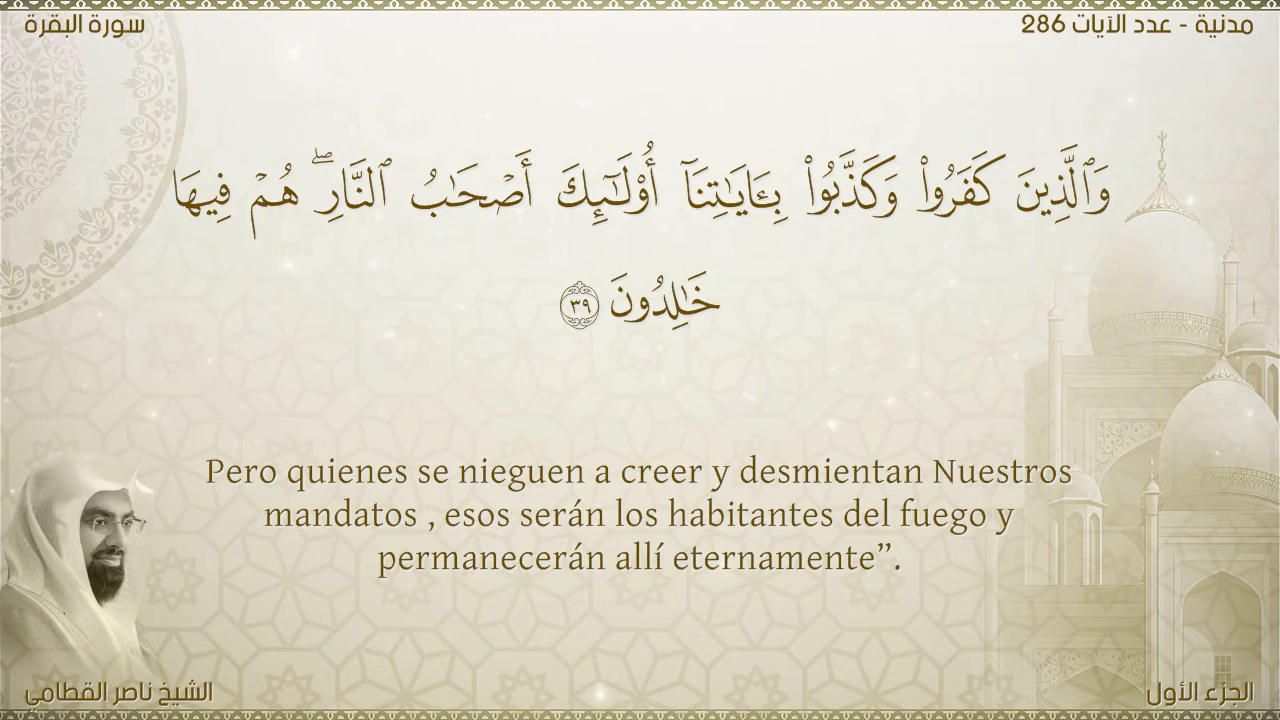 مدنية - عدد الآيات 286
سورة البقرة
وَٱلَّذِينَ كَفَرُواْ وَكَذَّبُواْ بِـَٔايَٰتِنَآ أُوْلَٰٓئِكَ أَصۡحَٰبُ ٱلنَّارِۖ هُمۡ فِيهَا
خَٰلِدُونَ ٣٩
Pero quienes se nieguen a creer y desmientan Nuestros
mandatos , esos serán los habitantes del fuego y
permanecerán allí eternamente”.
الجزء الأول
الشيخ ناصر القطامي